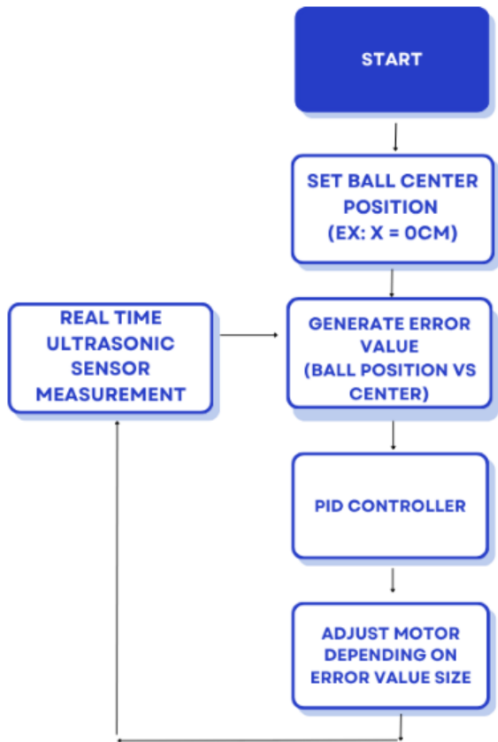 START
SET BALL CENTER
POSITION
(EX: X = 0CM)
REAL TIME
ULTRASONIC
SENSOR
MEASUREMENT
GENERATE ERROR
VALUE
(BALL POSITION VS
CENTER)
PID CONTROLLER
ADJUST MOTOR
DEPENDING ON
ERROR VALUE SIZE